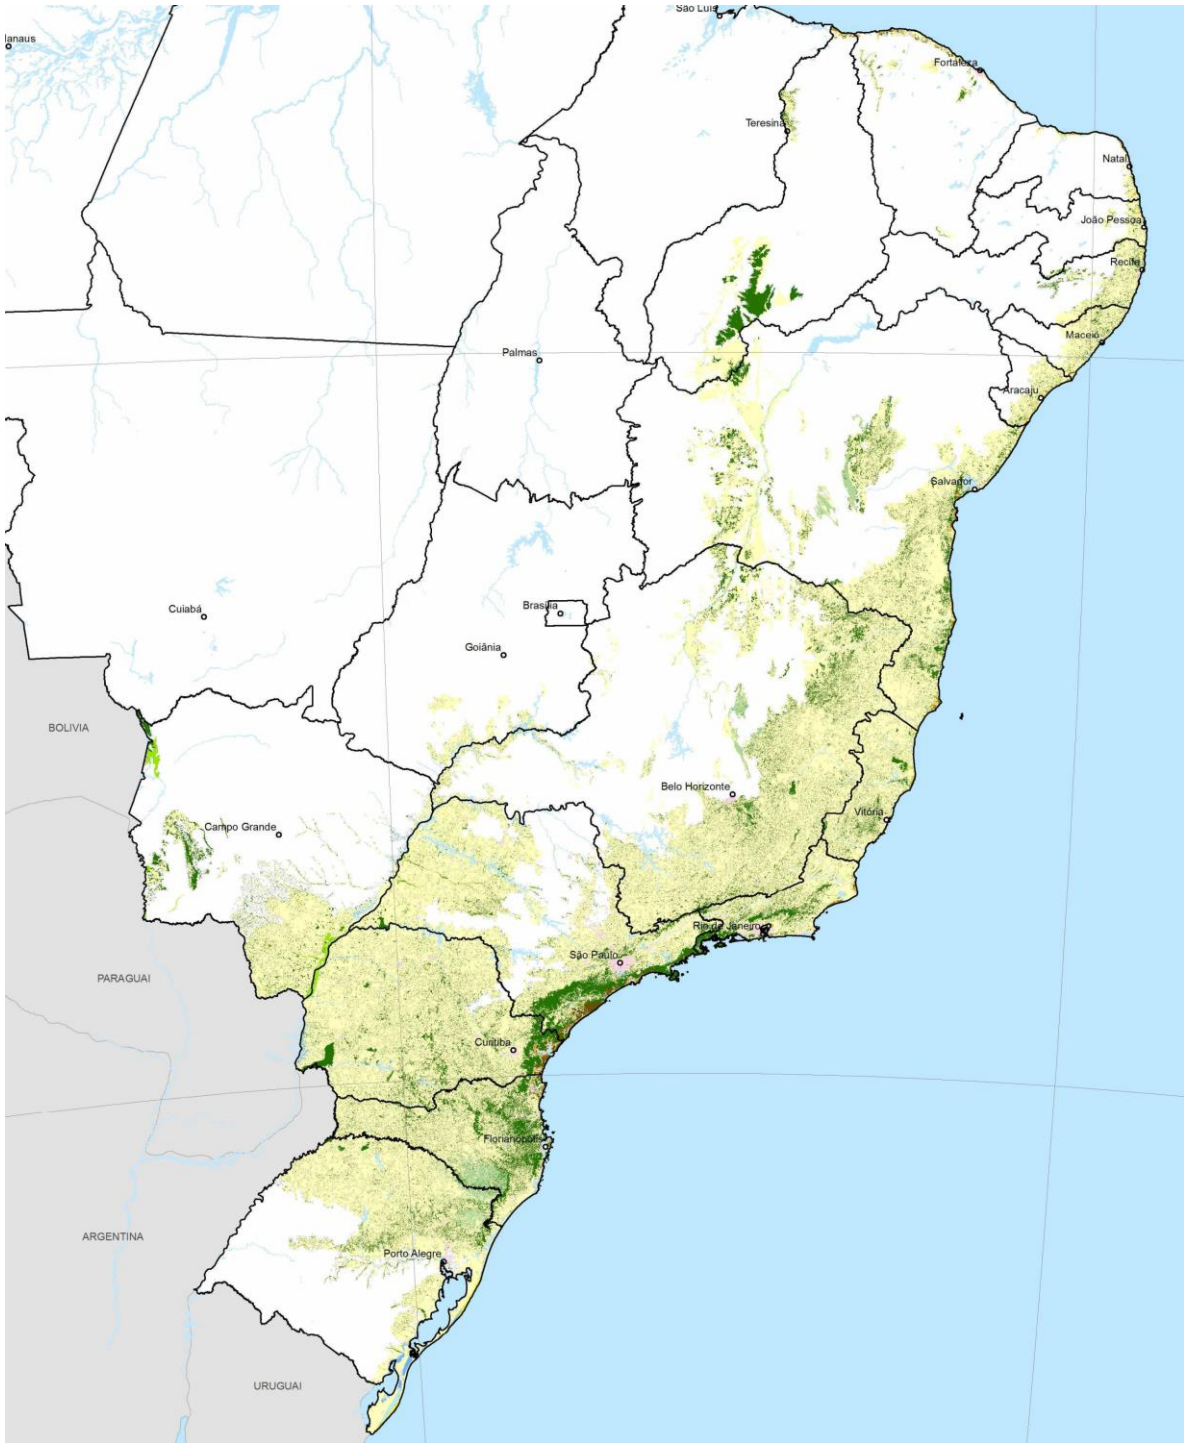 São Luís
lanaus
Fortaleza
Teresina
Natal
João Pessoa
Recife
Maceió
Palmas
Aracaju
Salvador
Cuiabá
Brasília
Goiânia
BOLIVIA
Belo Horizonte
Vitória
Campo Grande
Rio de Janeiro
São Paulo
PARAGUAI
Curitiba
Florianópolis
ARGENTINA
Porto Alegre
URUGUAI